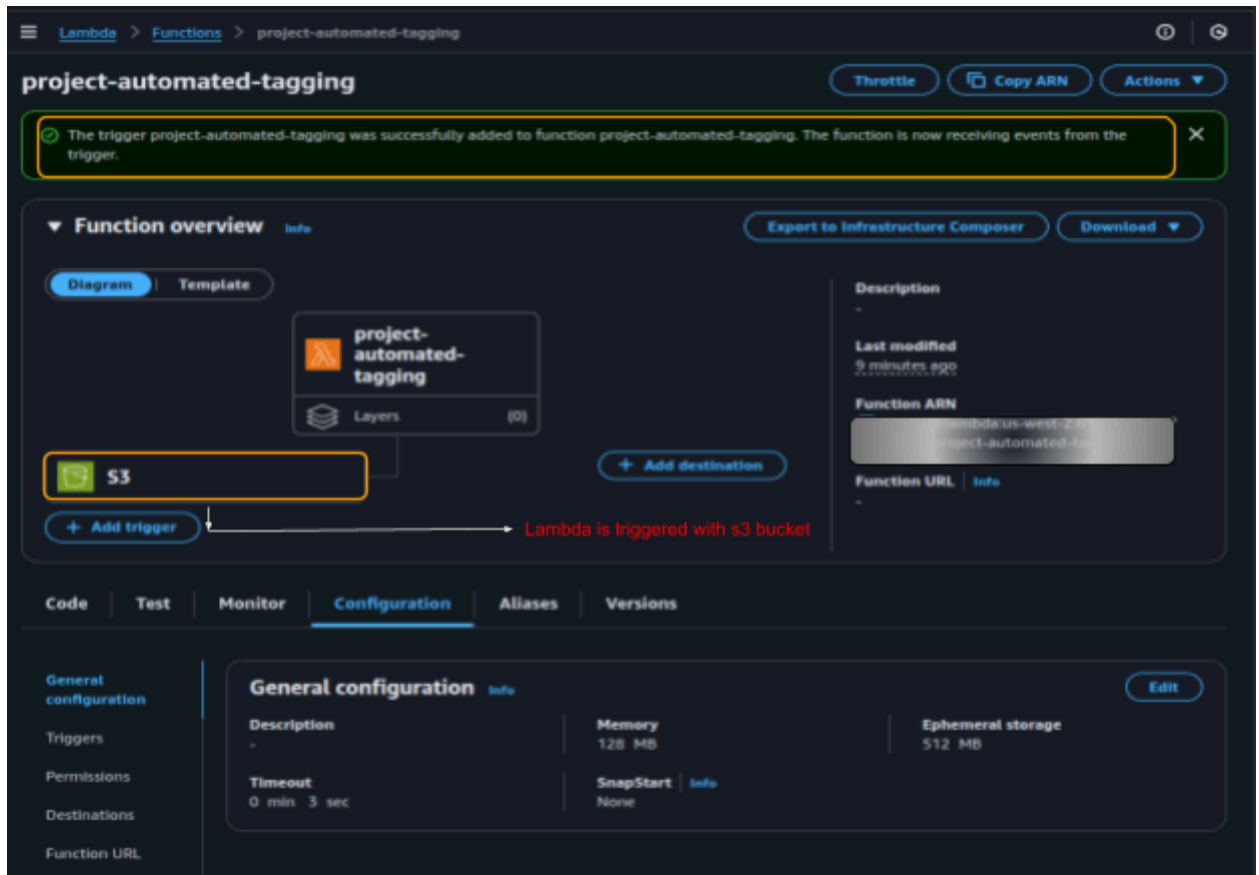 Lambda > Functions > project-automated-tagging
project-automated-tagging
Throttle
Copy ARN
Actions
The trigger project-automated-tagging was successfully added to function project-automated-tagging. The function is now receiving events from the
trigger.
Function overview Info
Export to Infrastructure Composer
Download
Diagram
Template
project-
automated-
tagging
Layers (0)
S3
+ Add trigger
+ Add destination
Lambda is triggered with s3 bucket
Description
-
Last modified
9 minutes ago
Function ARN
lambda:us-west-2
Function URL Info
-
Code
Test
Monitor
Configuration
Aliases
Versions
General
configuration
Triggers
Permissions
Destinations
Function URL
General configuration Info
Edit
Description
-
Memory
128 MB
Ephemeral storage
512 MB
Timeout
0 min 3 sec
SnapStart Info
None